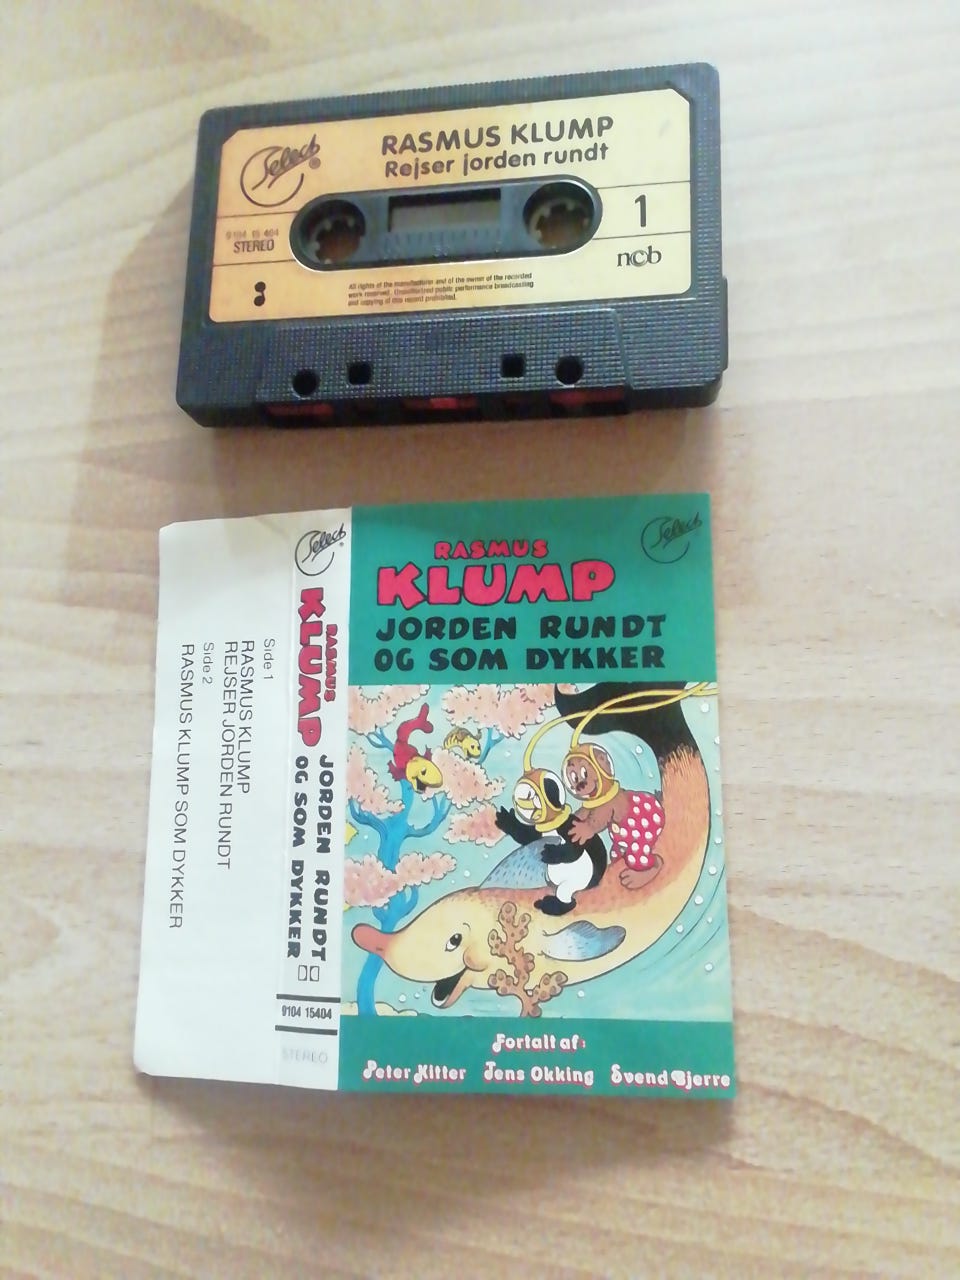 Select ®
RASMUS KLUMP
Rejser jorden rundt
STEREO
1
ncb
All rights of the manufacturer and of the owner of the recorded
work reserved. Unauthorized public performance broadcasting
and copying of this record prohibited.
Side 1
RASMUS KLUMP
REJSER JORDEN RUNDT
Side 2
RASMUS KLUMP SOM DYKKER
Select ®
RASMUS
KLUMP
JORDEN RUNDT
OG SOM DYKKER
9104 15404
STEREO
Select
RASMUS
KLUMP
JORDEN RUNDT
OG SOM DYKKER
Fortalt af:
Peter Kitter Jens Okking Svend Bjerre